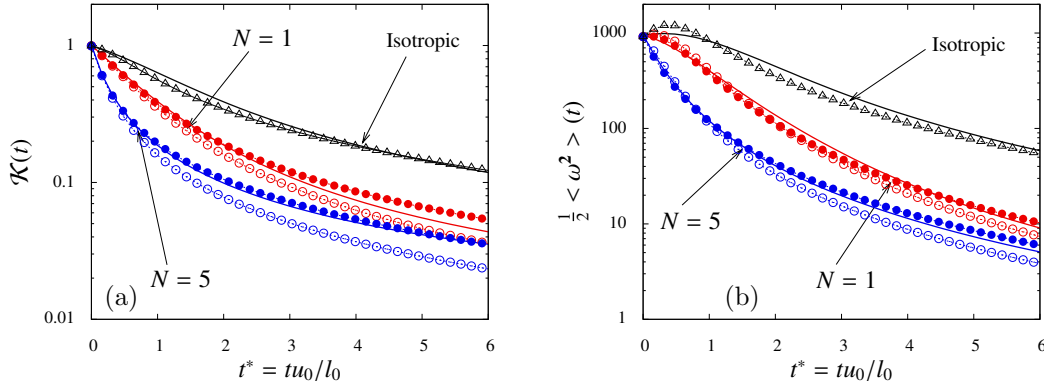 1
0.1
0.01
𝒦(t)
N = 1
Isotropic
N = 5
(a)
0 1 2 3 4 5 6
t* = tu₀/l₀
1000
100
10
1
½ < ω² > (t)
Isotropic
N = 5
N = 1
(b)
0 1 2 3 4 5 6
t* = tu₀/l₀